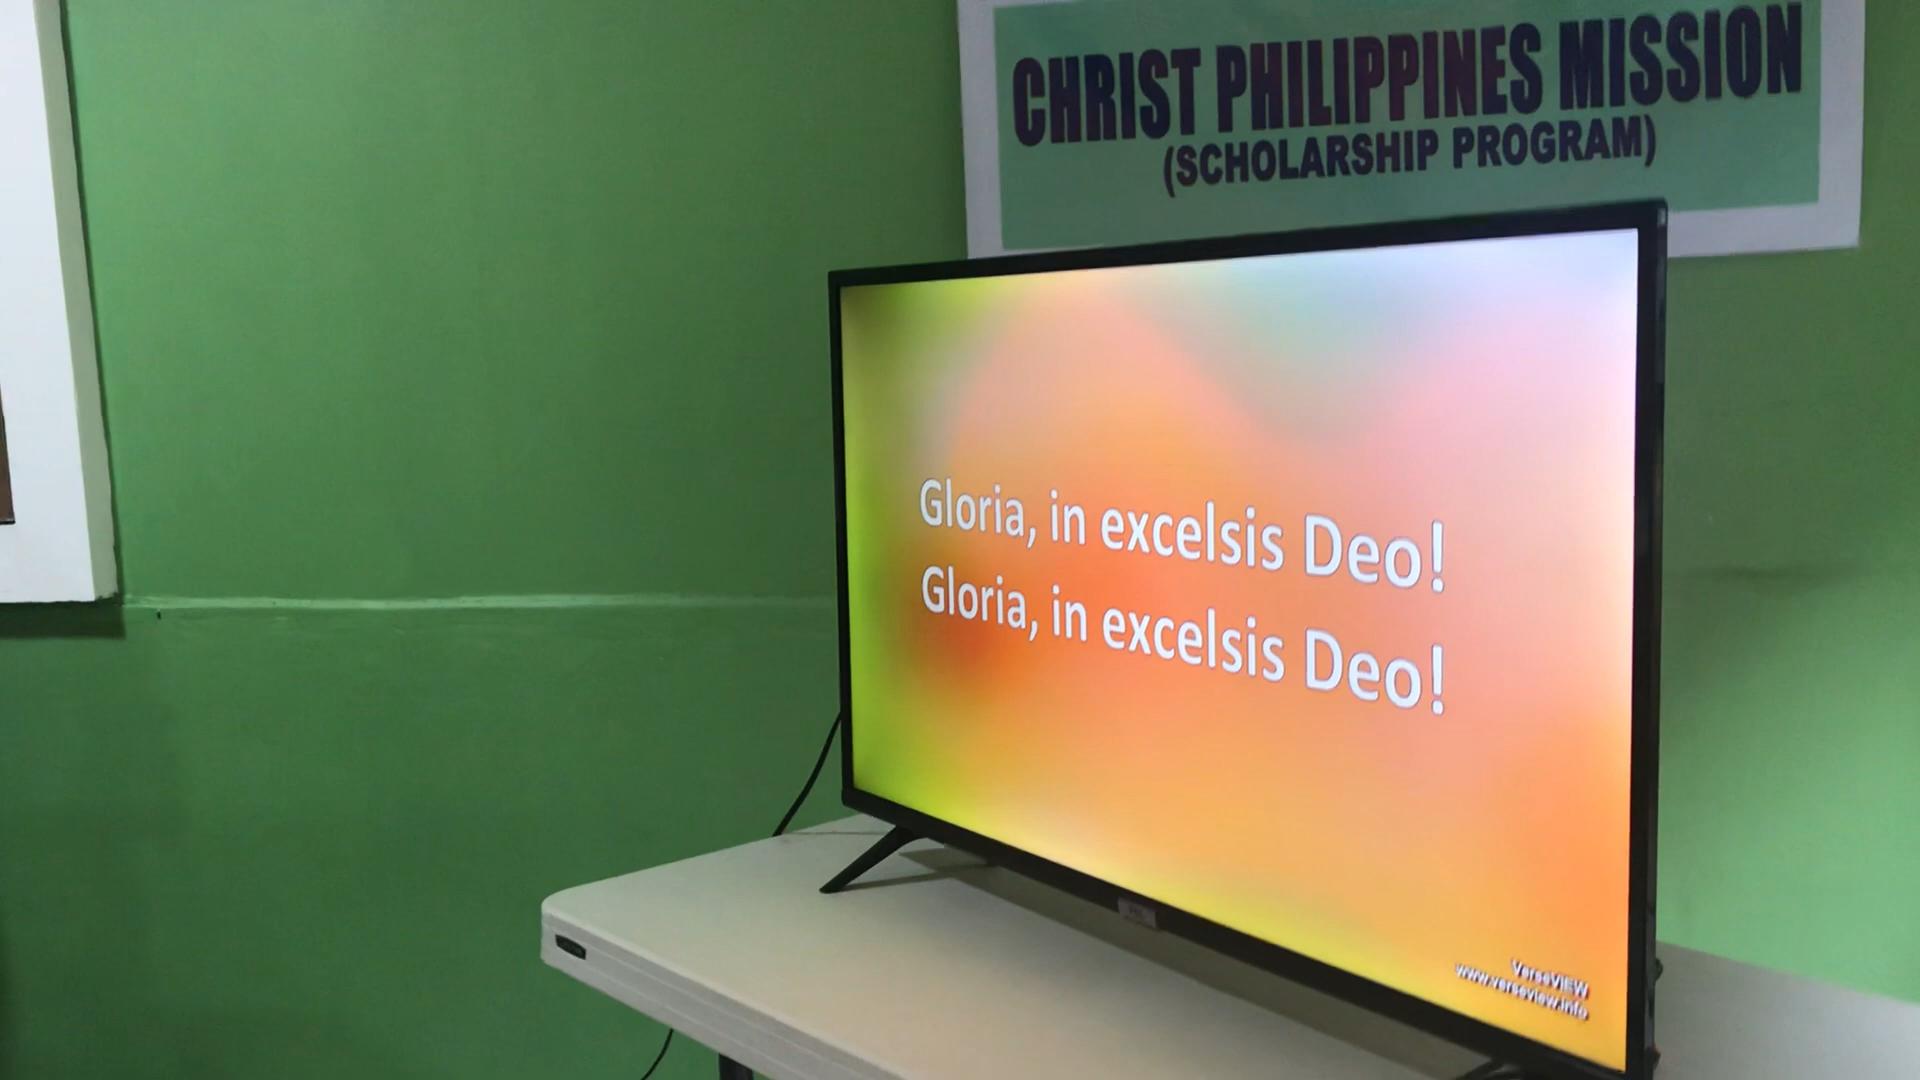 CHRIST PHILIPPINES MISSION
(SCHOLARSHIP PROGRAM)
Gloria, in excelsis Deo!
Gloria, in excelsis Deo!
VerseVIEW
www.verseview.info